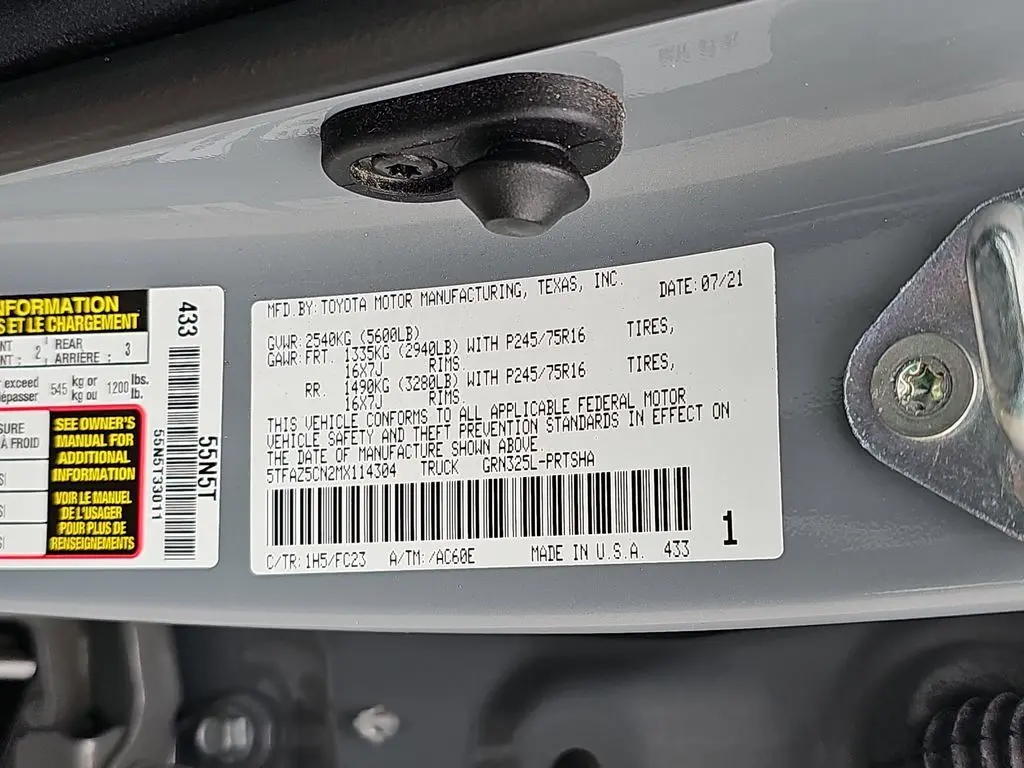 INFORMATION
ET LE CHARGEMENT
2
REAR
ARRIÈRE :
3
exceed
545
kg or
kg ou
1200
lbs.
lb.
À FROID
SEE OWNER'S
MANUAL FOR
ADDITIONAL
INFORMATION
VOIR LE MANUEL
DE L'USAGER
POUR PLUS DE
RENSEIGNEMENTS
433
55N5T33011
55N5T
MFD.BY:TOYOTA MOTOR MANUFACTURING, TEXAS, INC. DATE:07/21
GVWR:2540KG (5600LB)
GAWR:FRT. 1335KG (2940LB) WITH P245/75R16 TIRES,
16X7J RIMS.
RR. 1490KG (3280LB) WITH P245/75R16 TIRES,
16X7J RIMS.
THIS VEHICLE CONFORMS TO ALL APPLICABLE FEDERAL MOTOR
VEHICLE SAFETY AND THEFT PREVENTION STANDARDS IN EFFECT ON
THE DATE OF MANUFACTURE SHOWN ABOVE.
5TFAZ5CN2MX114304 TRUCK GRN325L-PRTSHA
1
C/TR:1H5/FC23 A/TM:/AC60E MADE IN U.S.A. 433